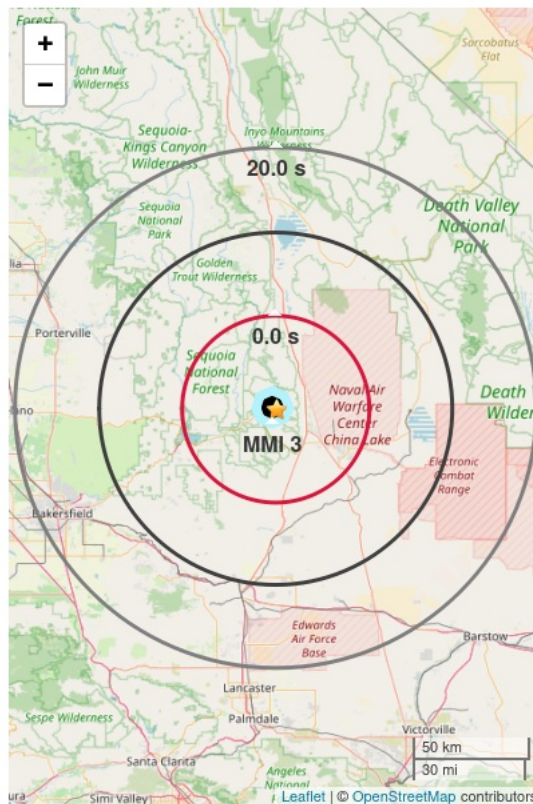 National
Forest
+
−
John Muir
Wilderness
Sarcobatus
Flat
Sequoia-
Kings Canyon
Wilderness
Inyo Mountains
20.0 s
Death Valley
National
Park
Sequoia
National
Park
Golden
Trout Wilderness
Porterville
0.0 s
Sequoia
National
Forest
Naval Air
Warfare
Center
China Lake
Death
Wilder
MMI 3
Electronic
Combat
Range
Bakersfield
Edwards
Air Force
Base
Barstow
Lancaster
Palmdale
Sespe Wilderness
Victorville
50 km
30 mi
Santa Clarita
Angeles
National
Simi Valley
Leaflet | © OpenStreetMap contributors